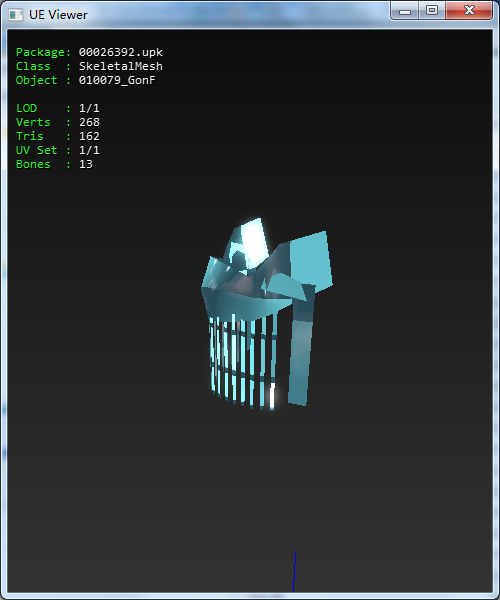 UE Viewer
Package: 00026392.upk
Class  : SkeletalMesh
Object : 010079_GonF
LOD    : 1/1
Verts  : 268
Tris   : 162
UV Set : 1/1
Bones  : 13